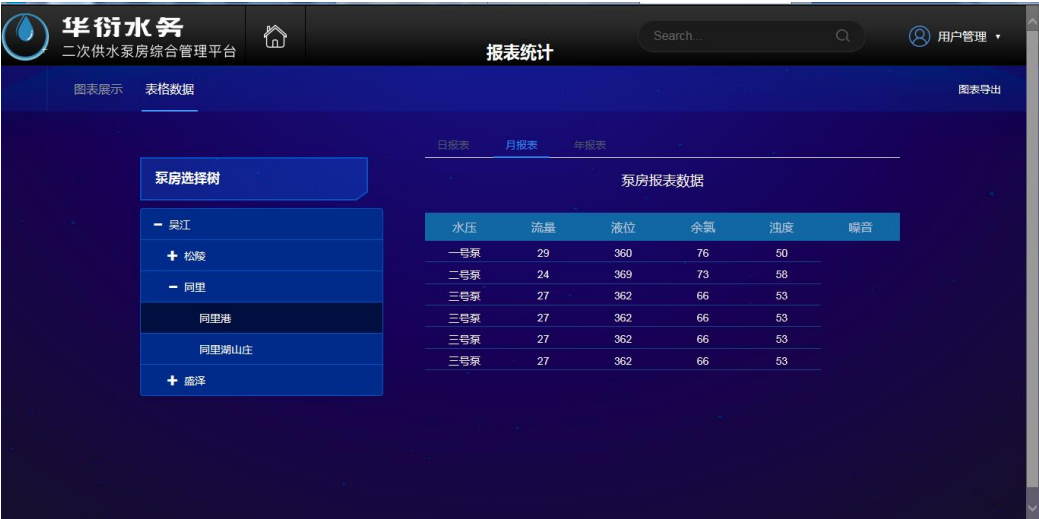 华衍水务
二次供水泵房综合管理平台
报表统计
Search...
用户管理
图表展示 表格数据 图表导出
日报表 月报表 年报表
泵房选择树
泵房报表数据
吴江
松陵
同里
同里港
同里湖山庄
盛泽
水压 流量 液位 余氯 浊度 噪音
一号泵 29 360 76 50
二号泵 24 369 73 58
三号泵 27 362 66 53
三号泵 27 362 66 53
三号泵 27 362 66 53
三号泵 27 362 66 53